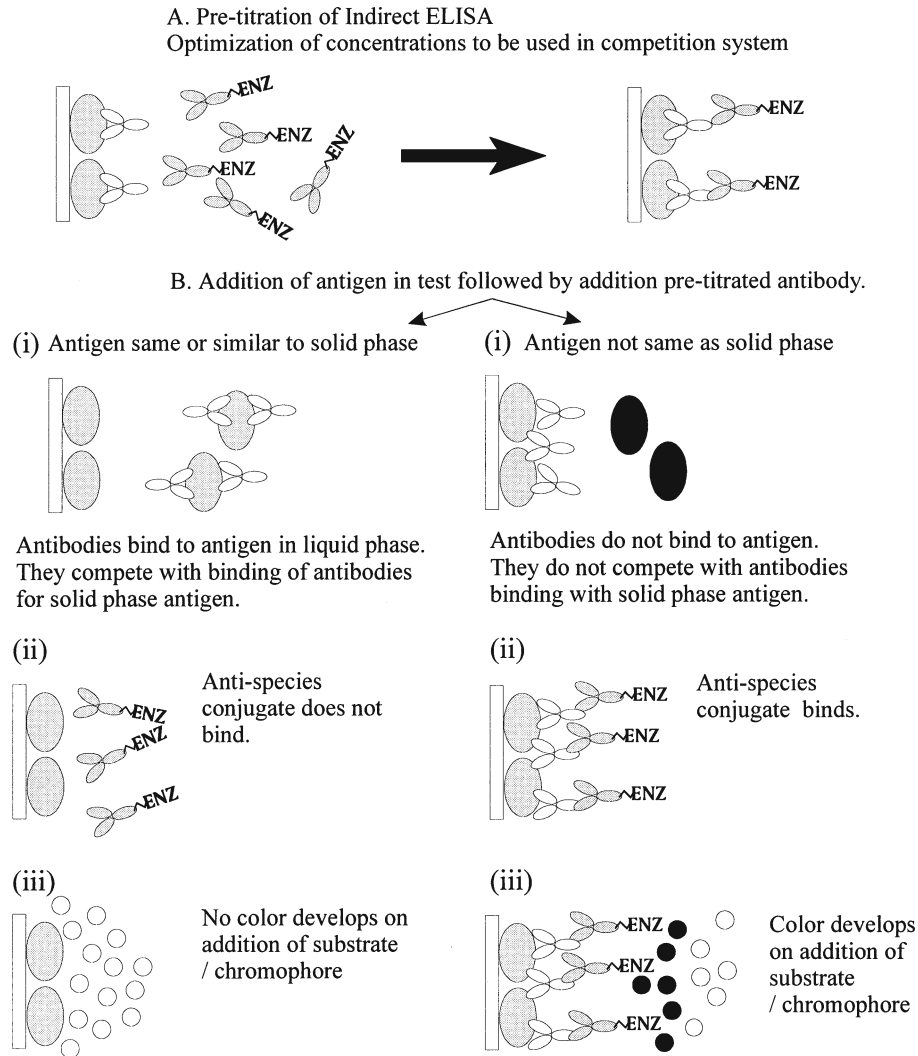 A. Pre-titration of Indirect ELISA
Optimization of concentrations to be used in competition system
ENZ
ENZ
ENZ
ENZ
ENZ
ENZ
ENZ
B. Addition of antigen in test followed by addition pre-titrated antibody.
(i) Antigen same or similar to solid phase
Antibodies bind to antigen in liquid phase.
They compete with binding of antibodies
for solid phase antigen.
(ii)
Anti-species
conjugate does not
bind.
ENZ
ENZ
ENZ
(iii)
No color develops on
addition of substrate
/ chromophore
(i) Antigen not same as solid phase
Antibodies do not bind to antigen.
They do not compete with antibodies
binding with solid phase antigen.
(ii)
Anti-species
conjugate binds.
ENZ
ENZ
ENZ
(iii)
ENZ
ENZ
ENZ
Color develops
on addition of
substrate
/ chromophore